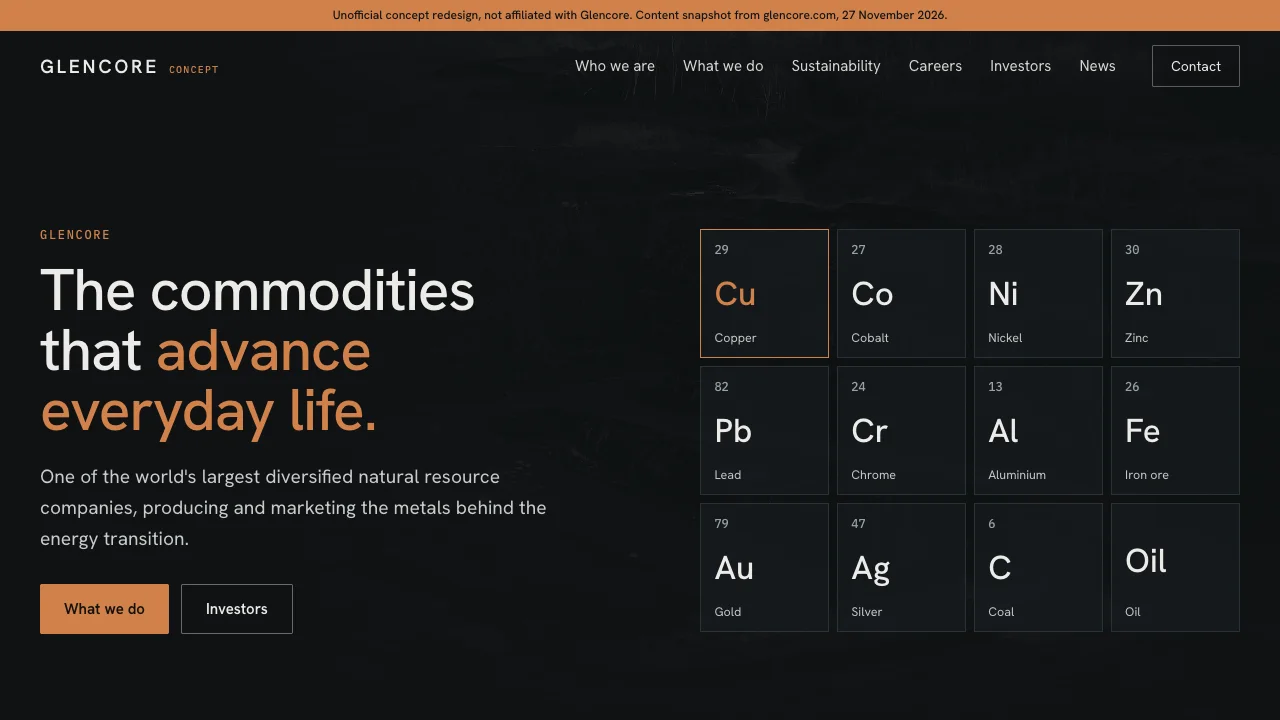 Unofficial concept redesign, not affiliated with Glencore. Content snapshot from glencore.com, 27 November 2026.
GLENCORE CONCEPT
Who we are What we do Sustainability Careers Investors News Contact
GLENCORE
The commodities
that advance
everyday life.
One of the world's largest diversified natural resource
companies, producing and marketing the metals behind the
energy transition.
What we do Investors
29 27 28 30
Cu Co Ni Zn
Copper Cobalt Nickel Zinc
82 24 13 26
Pb Cr Al Fe
Lead Chrome Aluminium Iron ore
79 47 6
Au Ag C Oil
Gold Silver Coal Oil